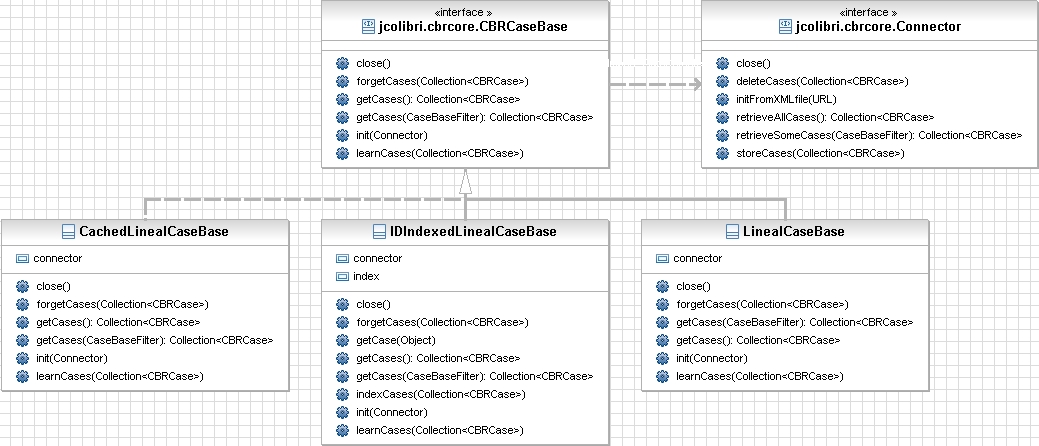 «interface »
jcolibri.cbrcore.CBRCaseBase
close()
forgetCases(Collection<CBRCase>)
getCases(): Collection<CBRCase>
getCases(CaseBaseFilter): Collection<CBRCase>
init(Connector)
learnCases(Collection<CBRCase>)
«interface »
jcolibri.cbrcore.Connector
close()
deleteCases(Collection<CBRCase>)
initFromXMLfile(URL)
retrieveAllCases(): Collection<CBRCase>
retrieveSomeCases(CaseBaseFilter): Collection<CBRCase>
storeCases(Collection<CBRCase>)
CachedLinealCaseBase
connector
close()
forgetCases(Collection<CBRCase>)
getCases(): Collection<CBRCase>
getCases(CaseBaseFilter): Collection<CBRCase>
init(Connector)
learnCases(Collection<CBRCase>)
IDIndexedLinealCaseBase
connector
index
close()
forgetCases(Collection<CBRCase>)
getCase(Object)
getCases(): Collection<CBRCase>
getCases(CaseBaseFilter): Collection<CBRCase>
indexCases(Collection<CBRCase>)
init(Connector)
learnCases(Collection<CBRCase>)
LinealCaseBase
connector
close()
forgetCases(Collection<CBRCase>)
getCases(CaseBaseFilter): Collection<CBRCase>
getCases(): Collection<CBRCase>
init(Connector)
learnCases(Collection<CBRCase>)